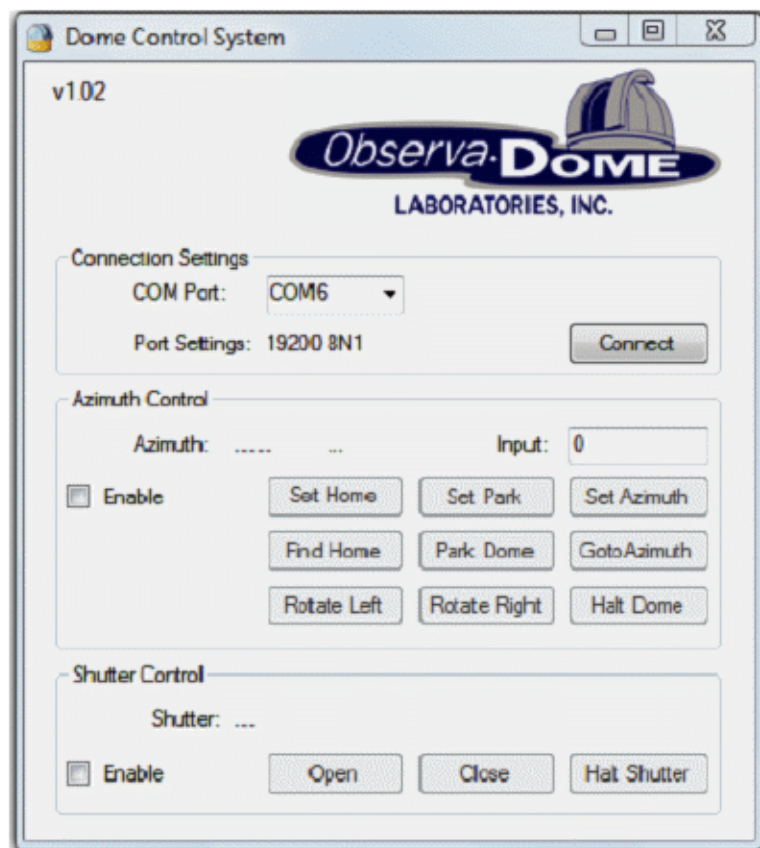 Dome Control System
v1.02
Observa-DOME
LABORATORIES, INC.
Connection Settings
COM Port: COM6
Port Settings: 19200 8N1 Connect
Azimuth Control
Azimuth: ..... ... Input: 0
Enable Set Home Set Park Set Azimuth
Find Home Park Dome Goto Azimuth
Rotate Left Rotate Right Halt Dome
Shutter Control
Shutter: ...
Enable Open Close Halt Shutter